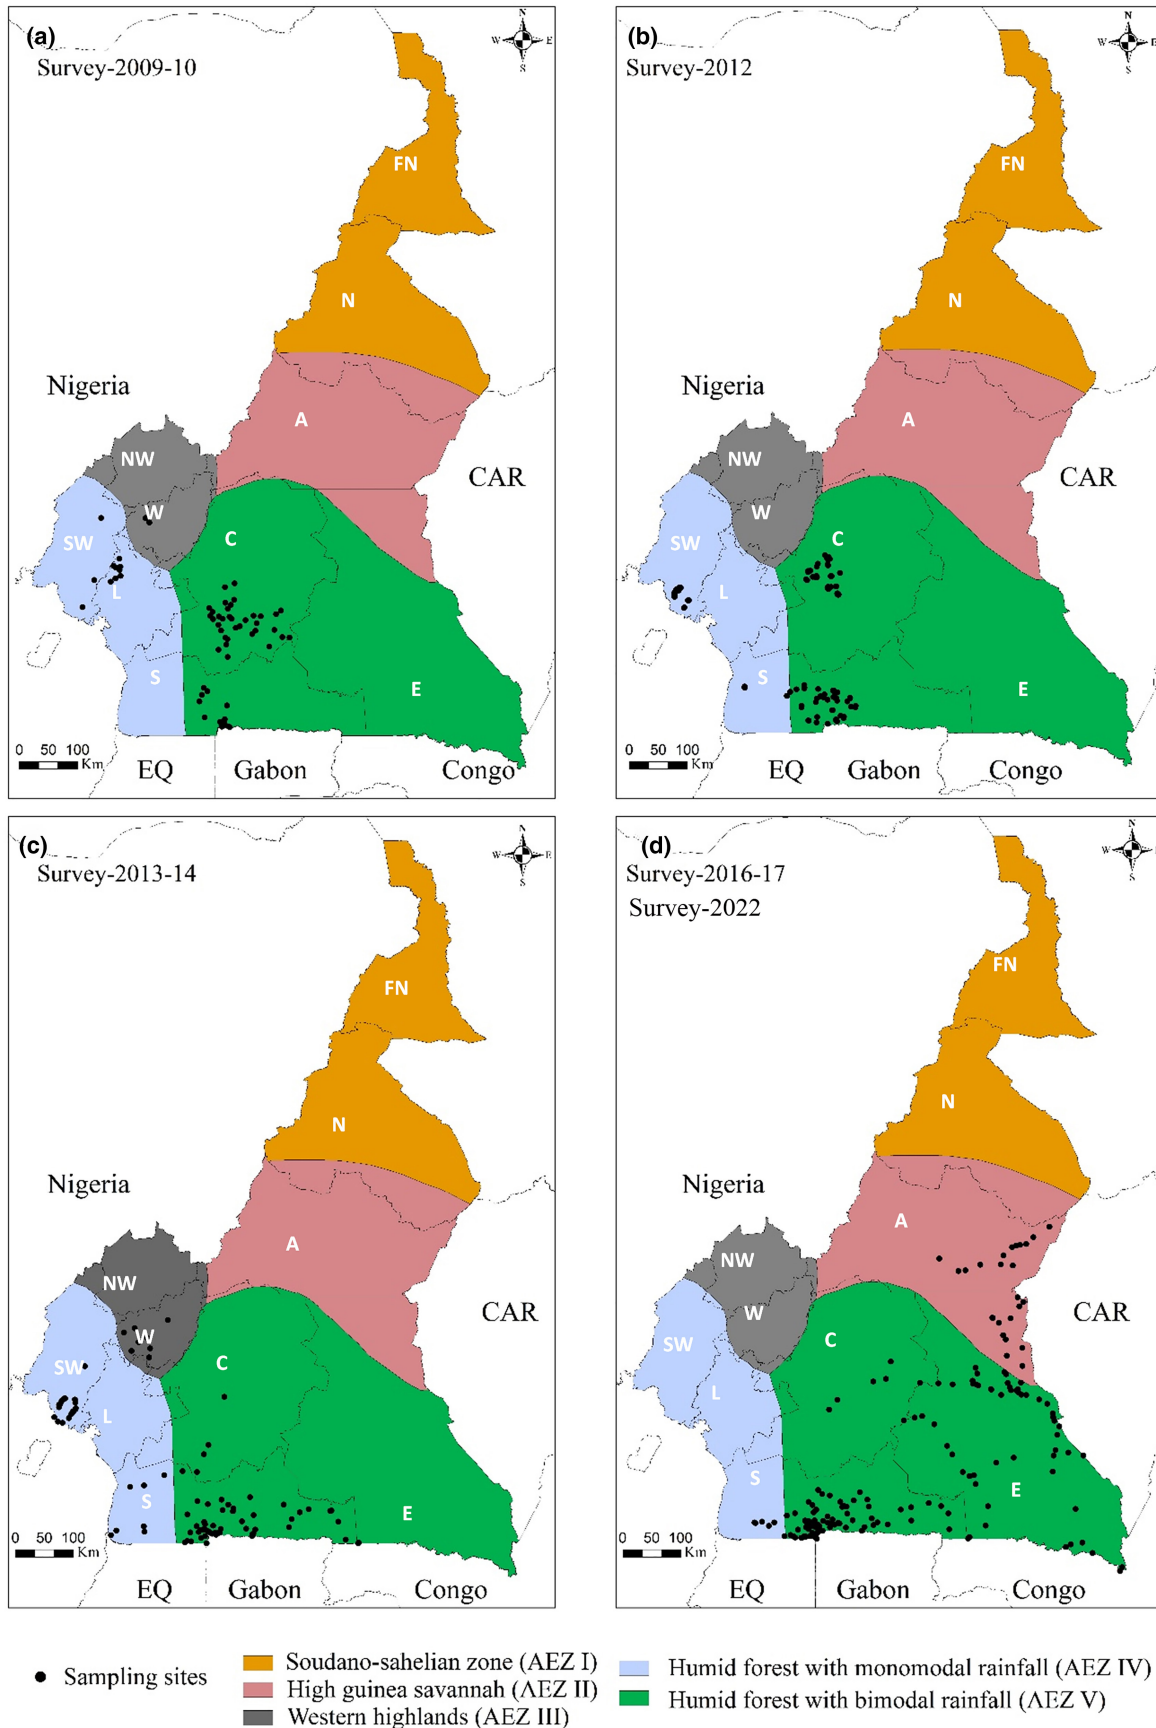 (a)
Survey-2009-10
N
W E
S
FN
N
Nigeria
A
NW
CAR
W
SW
C
L
S
E
0 50 100
Km
EQ Gabon Congo
(b)
Survey-2012
N
W E
S
FN
N
Nigeria
A
NW
CAR
W
SW
C
L
S
E
0 50 100
Km
EQ Gabon Congo
(c)
Survey-2013-14
N
W E
S
FN
N
Nigeria
A
NW
CAR
W
SW
C
L
S
E
0 50 100
Km
EQ Gabon Congo
(d)
Survey-2016-17
Survey-2022
N
W
S
FN
N
Nigeria
A
NW
CAR
W
SW
C
L
S
E
0 50 100
Km
EQ Gabon Congo
Sampling sites
Soudano-sahelian zone (AEZ I)
High guinea savannah (AEZ II)
Western highlands (AEZ III)
Humid forest with monomodal rainfall (AEZ IV)
Humid forest with bimodal rainfall (AEZ V)